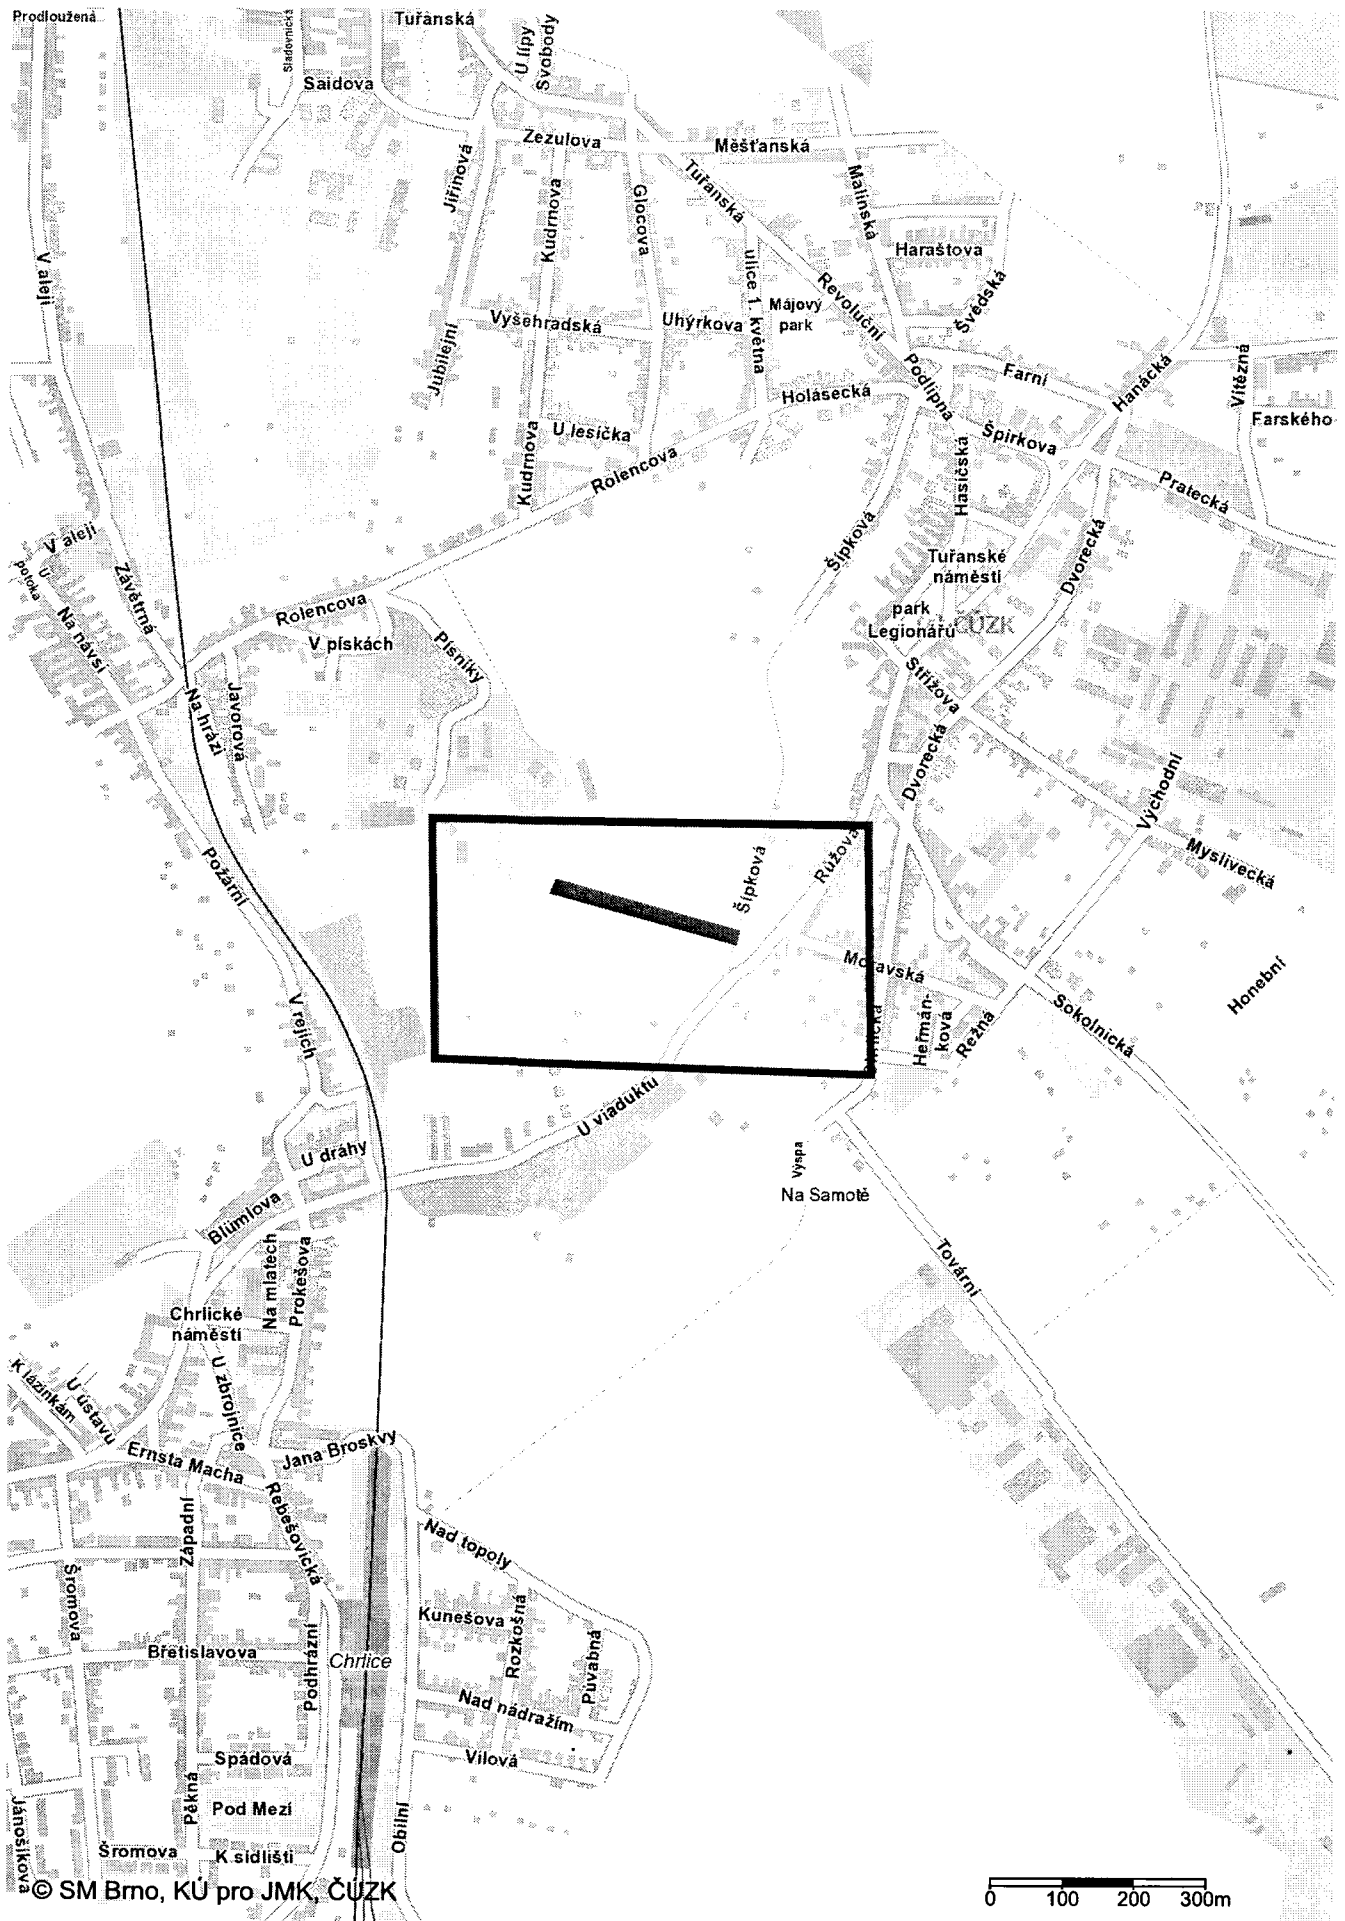 Prodloužená
Sladovnická
Tuřanská
U lípy
Svobody
Saidova
Zezulova
Měšťanská
Jiřinová
Kudrnova
Glocova
Tuřanská
Malínská
Haraštova
V aleji
ulice 1. května
Švédská
Revoluční
Májový
park
Vyšehradská
Uhýrkova
Jubilejní
Podlipná
Farní
Hanácká
Vítězná
Holásecká
Farského
U lesíčka
Špírkova
Kudrnova
Rolencova
Hasičská
Pratecká
V aleji
Šípková
Dvorecká
U
potoka
Závětrná
Tuřanské
náměstí
Na návsi
Rolencova
park
Legionářů
ČÚZK
V pískách
Písníky
Střížova
Na hrázi
Javorova
Dvorecká
Východní
Požární
Růžová
Myslivecká
Šípková
Moravská
Heřmán-
ková
Řežná
Sokolnická
Honební
V rejích
U viaduktu
U dráhy
Výspa
Na Samotě
Blümlova
Na mlatech
Prokešova
Tovární
Chrlické
náměstí
K lázinkám
U ústavu
U zbrojnice
Ernsta Macha
Jana Broskvy
Rebešovická
Západní
Nad topoly
Šromova
Kunešova
Rozkošná
Půvabná
Břetislavova
Podhrázní
Chrlice
Nad nádražím
Spádová
Vilová
Pěkná
Pod Mezí
Obilní
Jánošíkova
Šromova
K sídlišti
© SM Brno, KÚ pro JMK, ČÚZK
0 100 200 300m